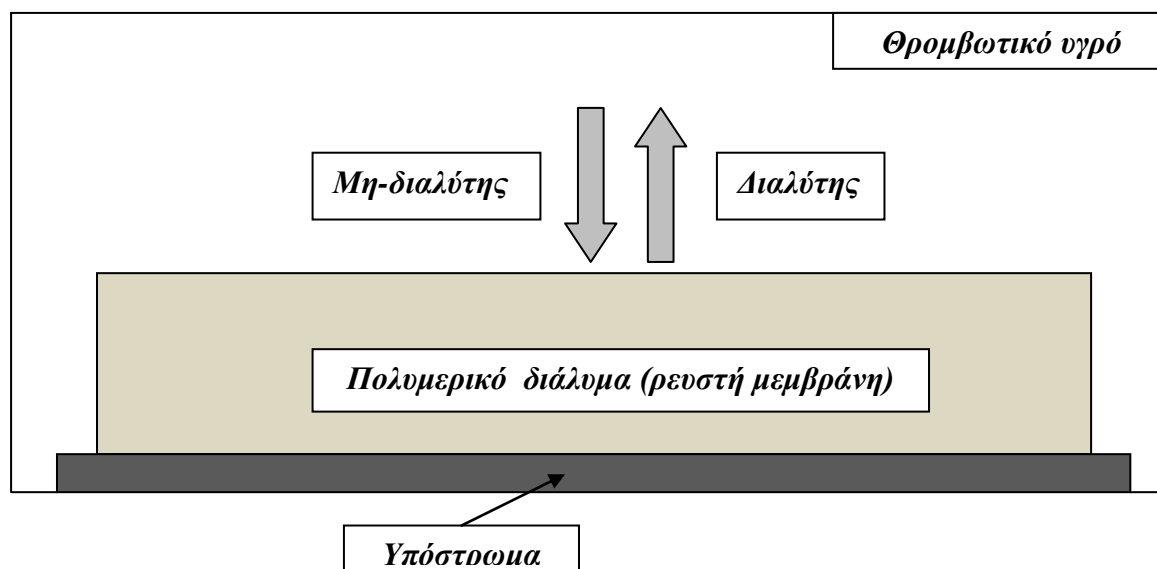 Θρομβωτικό υγρό
Μη-διαλύτης
Διαλύτης
Πολυμερικό διάλυμα (ρευστή μεμβράνη)
Υπόστρωμα